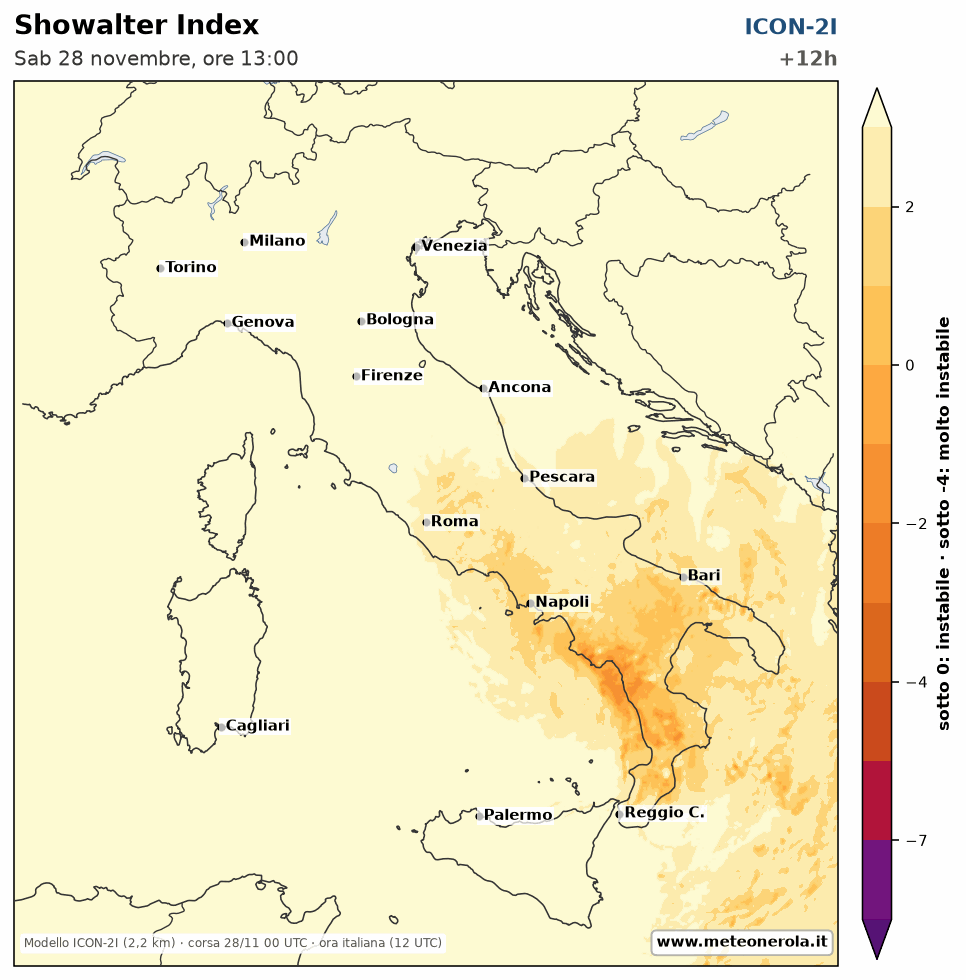 Showalter Index
ICON-2I
Sab 28 novembre, ore 13:00
+12h
Milano
Venezia
Torino
Genova
Bologna
Firenze
Ancona
Pescara
Roma
Bari
Napoli
Cagliari
Palermo
Reggio C.
2
0
−2
−4
−7
sotto 0: instabile · sotto -4: molto instabile
Modello ICON-2I (2,2 km) · corsa 28/11 00 UTC · ora italiana (12 UTC)
www.meteonerola.it